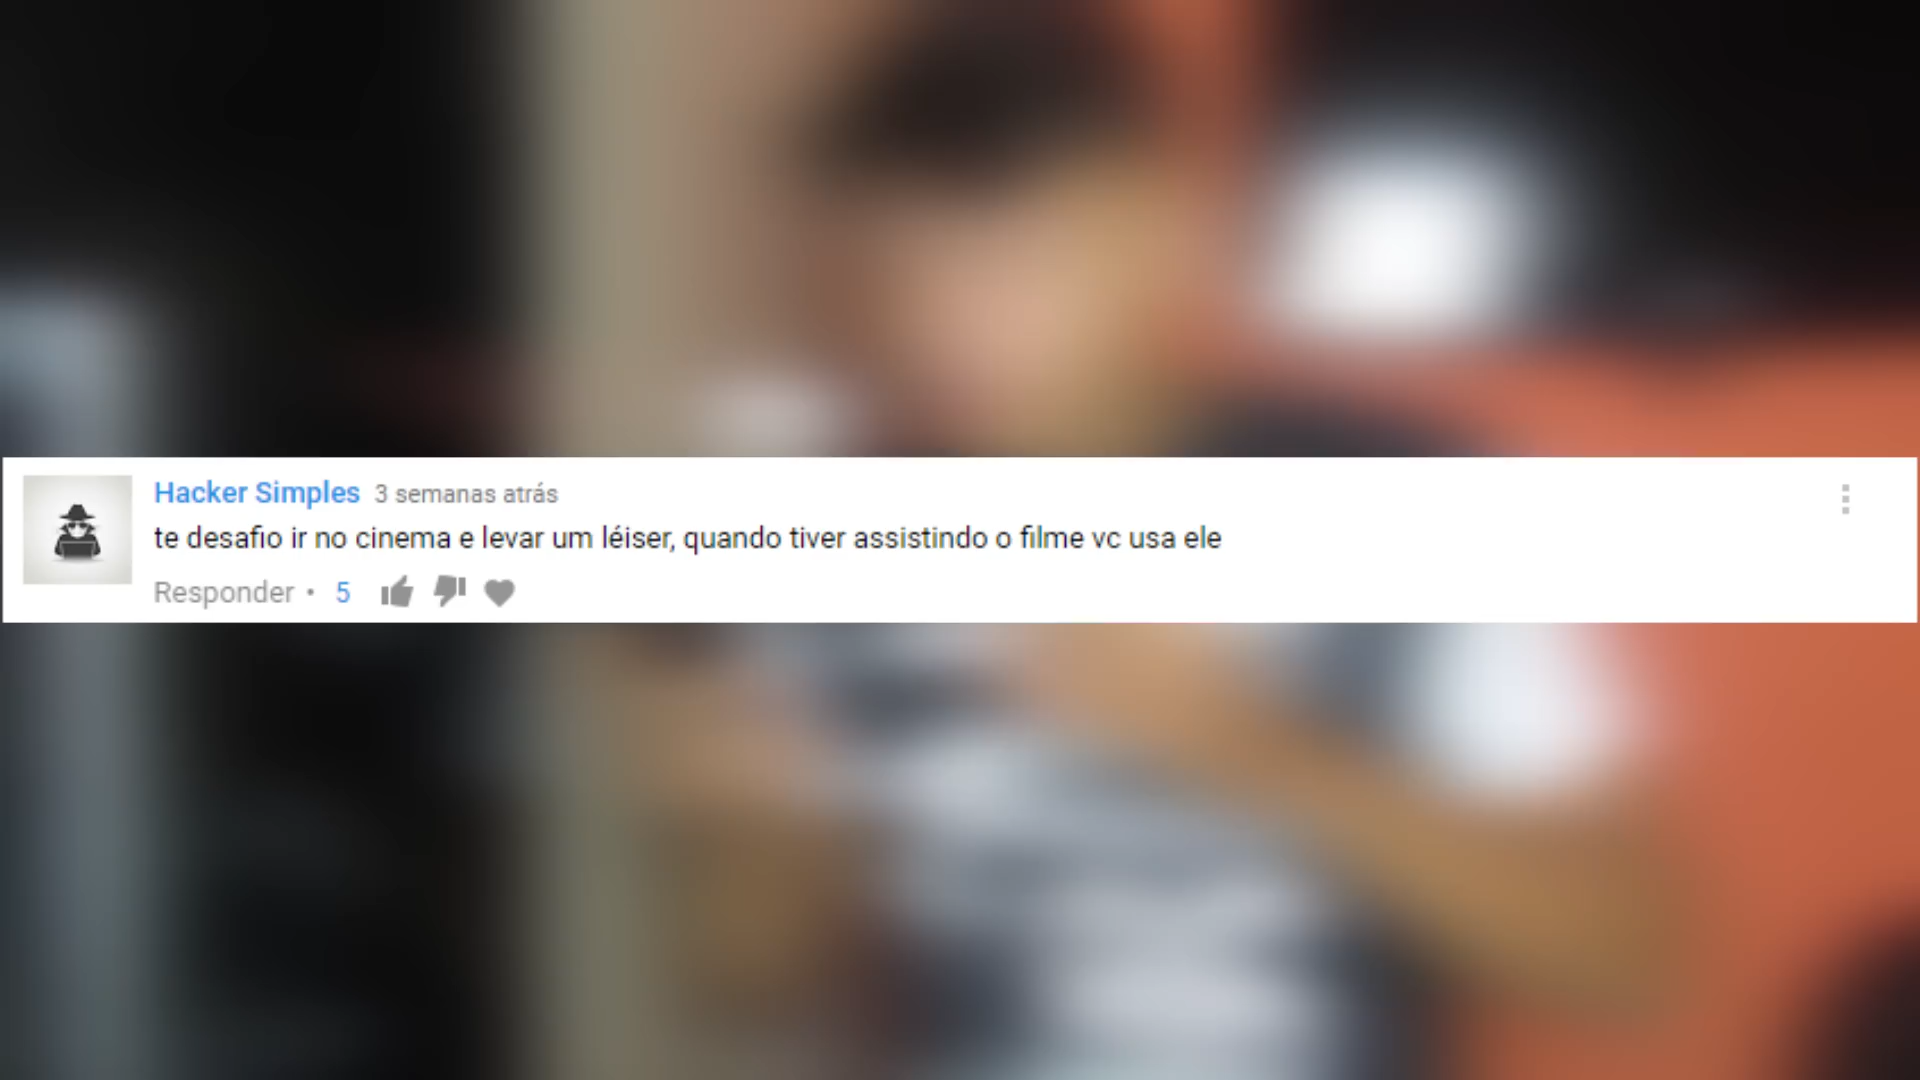 Hacker Simples 3 semanas atrás
te desafio ir no cinema e levar um léiser, quando tiver assistindo o filme vc usa ele
Responder • 5